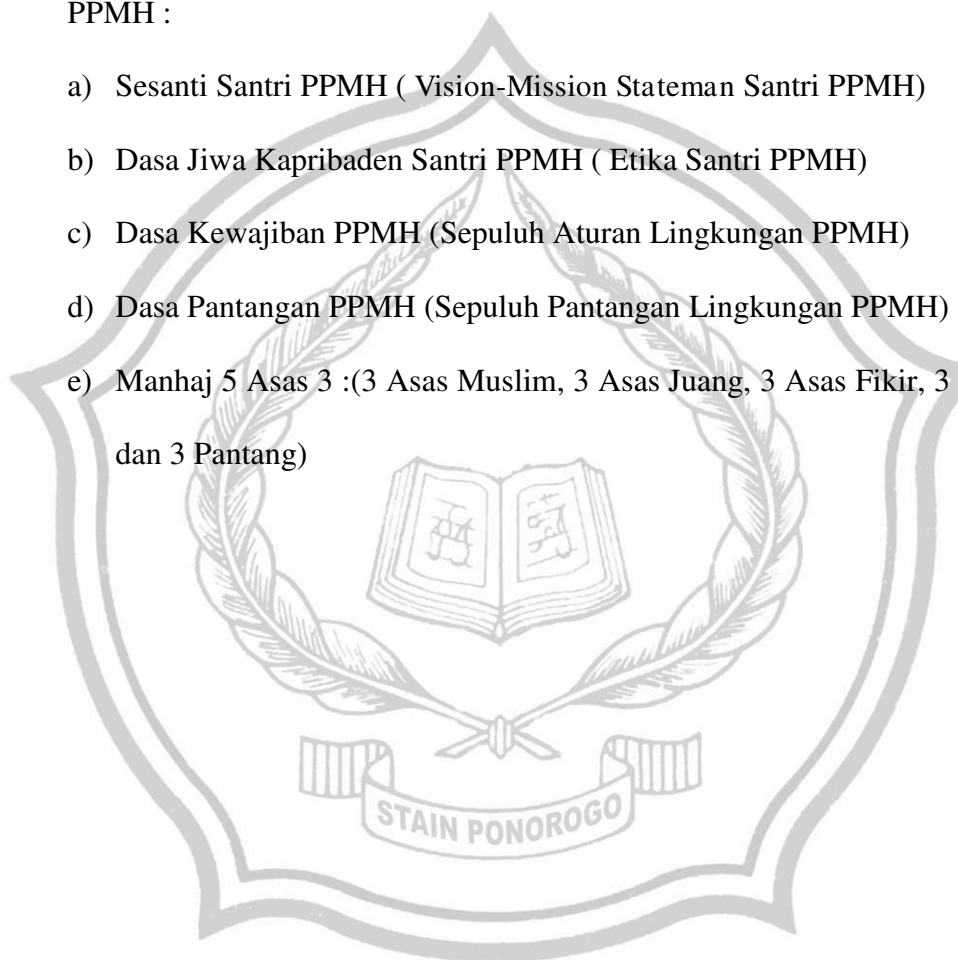 PPMH :
a) Sesanti Santri PPMH ( Vision-Mission Stateman Santri PPMH)
b) Dasa Jiwa Kapribaden Santri PPMH ( Etika Santri PPMH)
c) Dasa Kewajiban PPMH (Sepuluh Aturan Lingkungan PPMH)
d) Dasa Pantangan PPMH (Sepuluh Pantangan Lingkungan PPMH)
e) Manhaj 5 Asas 3 :(3 Asas Muslim, 3 Asas Juang, 3 Asas Fikir, 3
dan 3 Pantang)
STAIN PONOROGO